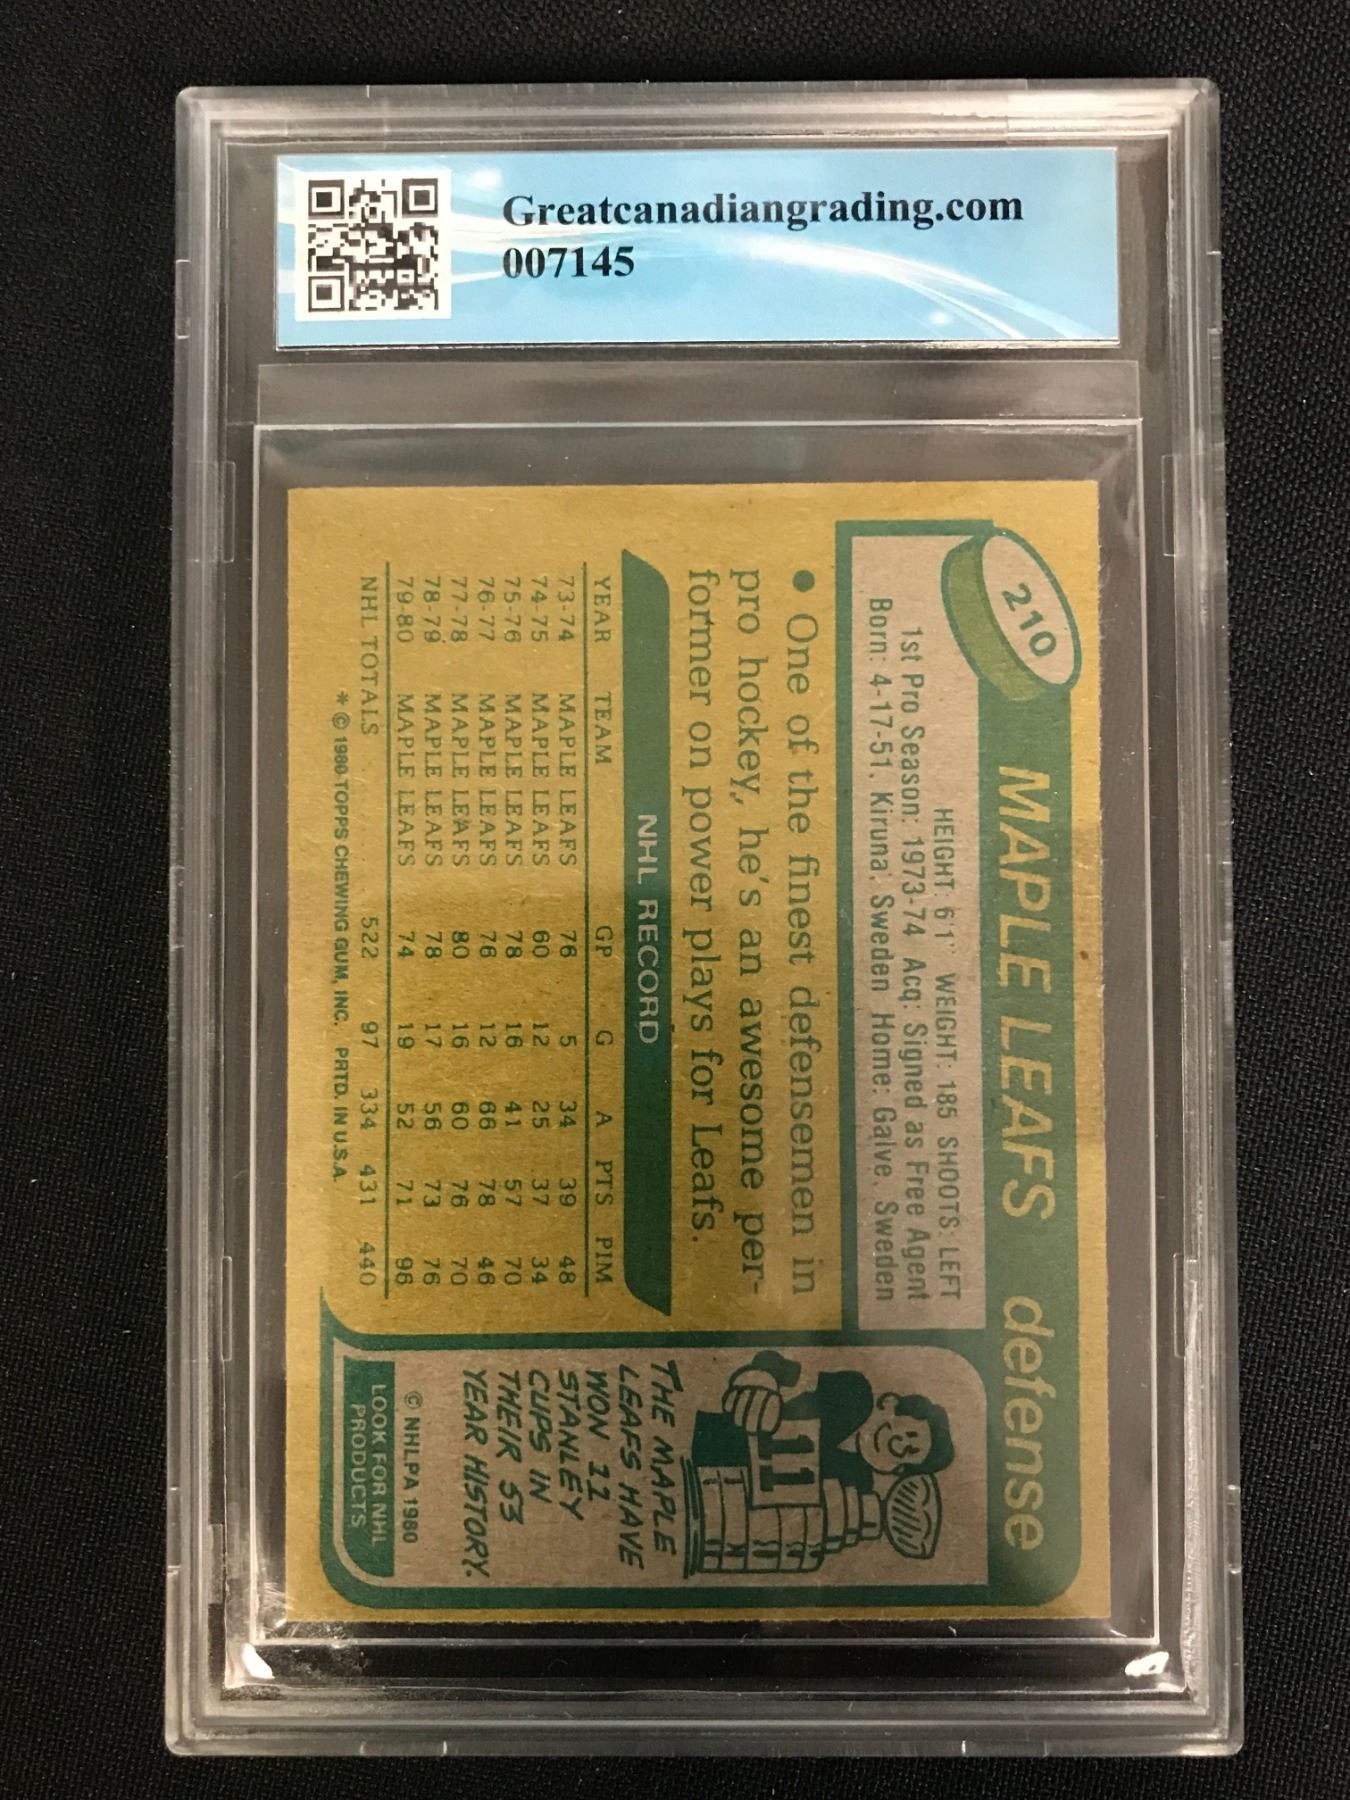 Greatcanadiangrading.com
007145
210
MAPLE LEAFS defense
HEIGHT: 6'1" WEIGHT: 185 SHOOTS: LEFT
1st Pro Season: 1973-74 Acq: Signed as Free Agent
Born: 4-17-51, Kiruna, Sweden Home: Galve, Sweden
• One of the finest defensemen in
pro hockey, he's an awesome per-
former on power plays for Leafs.
NHL RECORD
YEAR TEAM GP G A PTS PIM
73-74 MAPLE LEAFS 76 5 34 39 48
74-75 MAPLE LEAFS 60 12 25 37 34
75-76 MAPLE LEAFS 78 16 41 57 70
76-77 MAPLE LEAFS 76 12 66 78 46
77-78 MAPLE LEAFS 80 16 60 76 70
78-79 MAPLE LEAFS 78 17 56 73 76
79-80 MAPLE LEAFS 74 19 52 71 96
NHL TOTALS 522 97 334 431 440
* © 1980 TOPPS CHEWING GUM, INC. PRTD. IN U.S.A.
11
THE MAPLE
LEAFS HAVE
WON 11
STANLEY
CUPS IN
THEIR 53
YEAR HISTORY.
© NHLPA 1980
LOOK FOR NHL
PRODUCTS